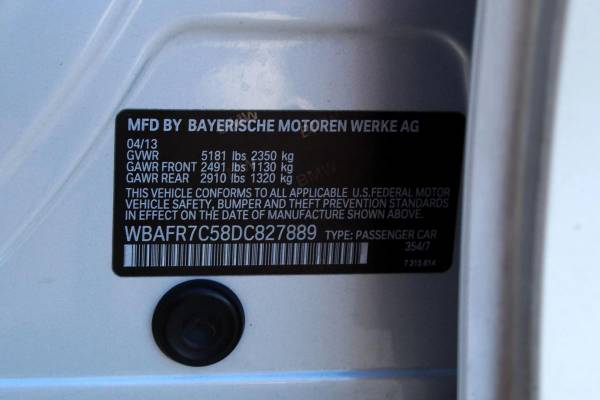 MFD BY BAYERISCHE MOTOREN WERKE AG
04/13
GVWR 5181 lbs 2350 kg
GAWR FRONT 2491 lbs 1130 kg
GAWR REAR 2910 lbs 1320 kg
THIS VEHICLE CONFORMS TO ALL APPLICABLE U.S.FEDERAL MOTOR
VEHICLE SAFETY, BUMPER AND THEFT PREVENTION STANDARDS
IN EFFECT ON THE DATE OF MANUFACTURE SHOWN ABOVE.
WBAFR7C58DC827889 TYPE: PASSENGER CAR
354/7
7 315 814